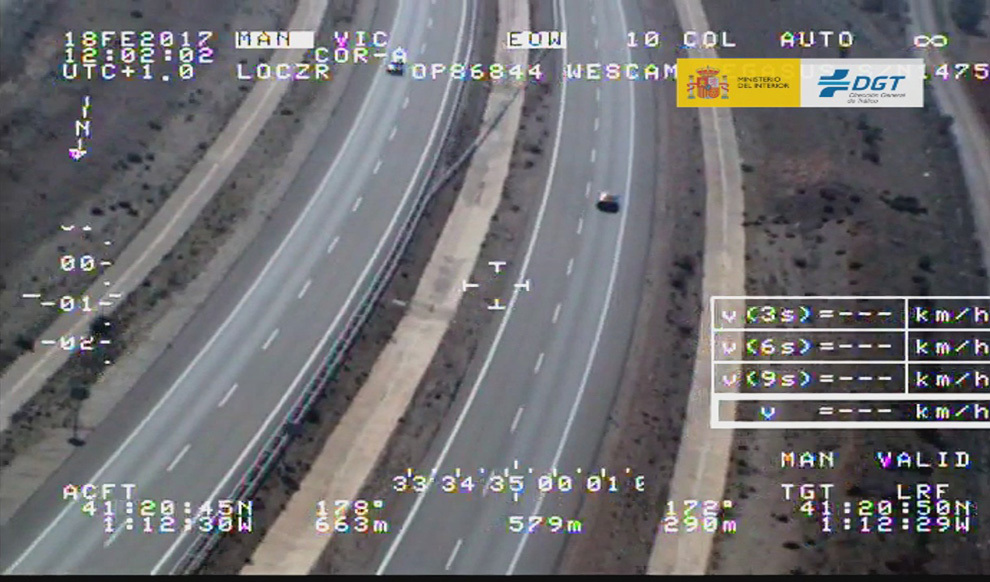 18FE2017 MAN VIC EOW 10 COL AUTO ∞
12:02:02 COR-A
UTC+1.0 LOCZR OP86844 WESCAM S/N1475
MINISTERIO
DEL INTERIOR
DGT
Dirección General
de Tráfico
N
00-
-01-
-02-
v(3s)=--- km/h
v(6s)=--- km/h
v(9s)=--- km/h
v =--- km/h
MAN VALID
33 34 35 00 01
ACFT TGT LRF
41:20:45N 178° 172° 41:20:50N
1:12:30W 663m 579m 290m 1:12:29W